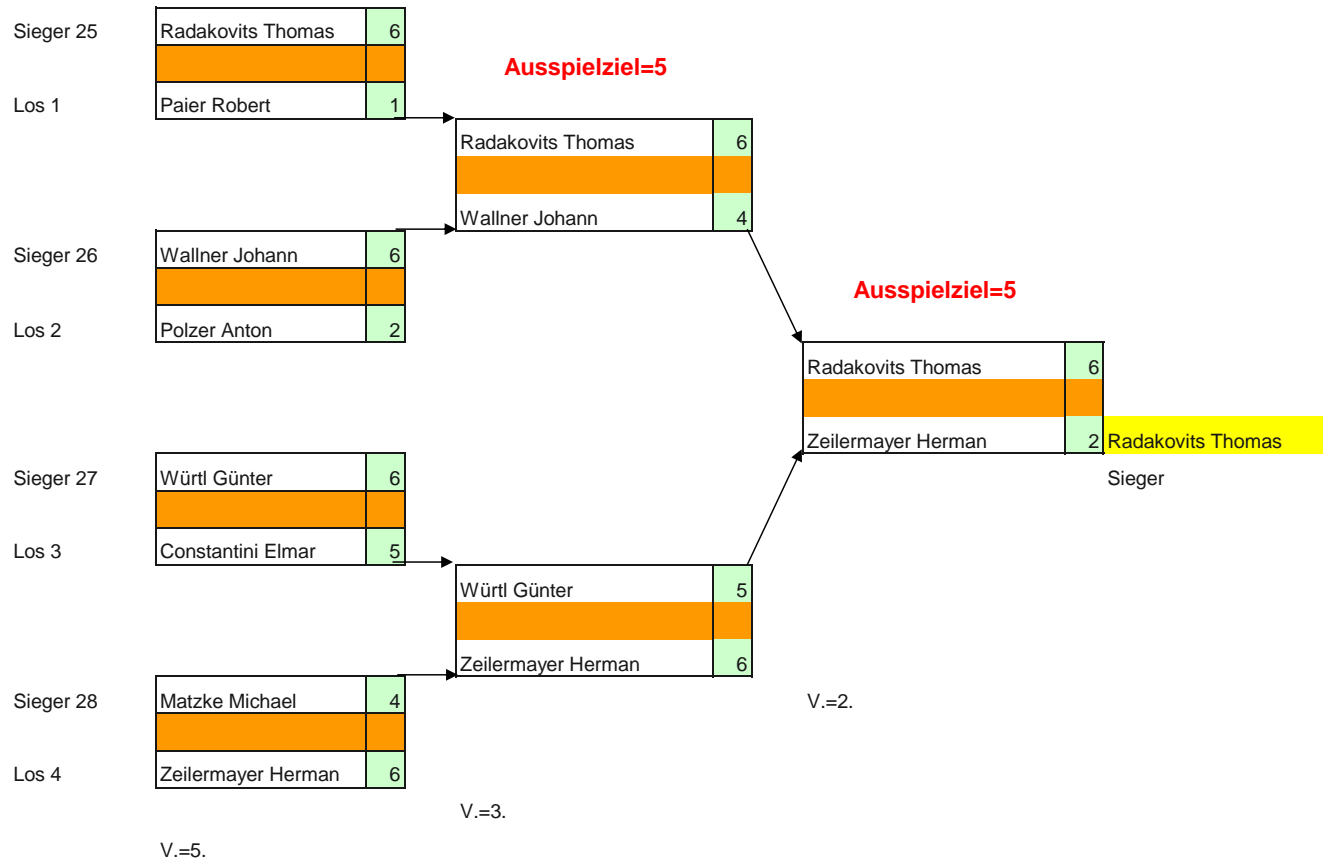 Sieger 25 Radakovits Thomas 6
Ausspielziel=5
Los 1 Paier Robert 1
Radakovits Thomas 6
Wallner Johann 4
Sieger 26 Wallner Johann 6
Ausspielziel=5
Los 2 Polzer Anton 2
Radakovits Thomas 6
Zeilermayer Herman 2 Radakovits Thomas
Sieger 27 Würtl Günter 6 Sieger
Los 3 Constantini Elmar 5
Würtl Günter 5
Zeilermayer Herman 6
Sieger 28 Matzke Michael 4 V.=2.
Los 4 Zeilermayer Herman 6
V.=3.
V.=5.